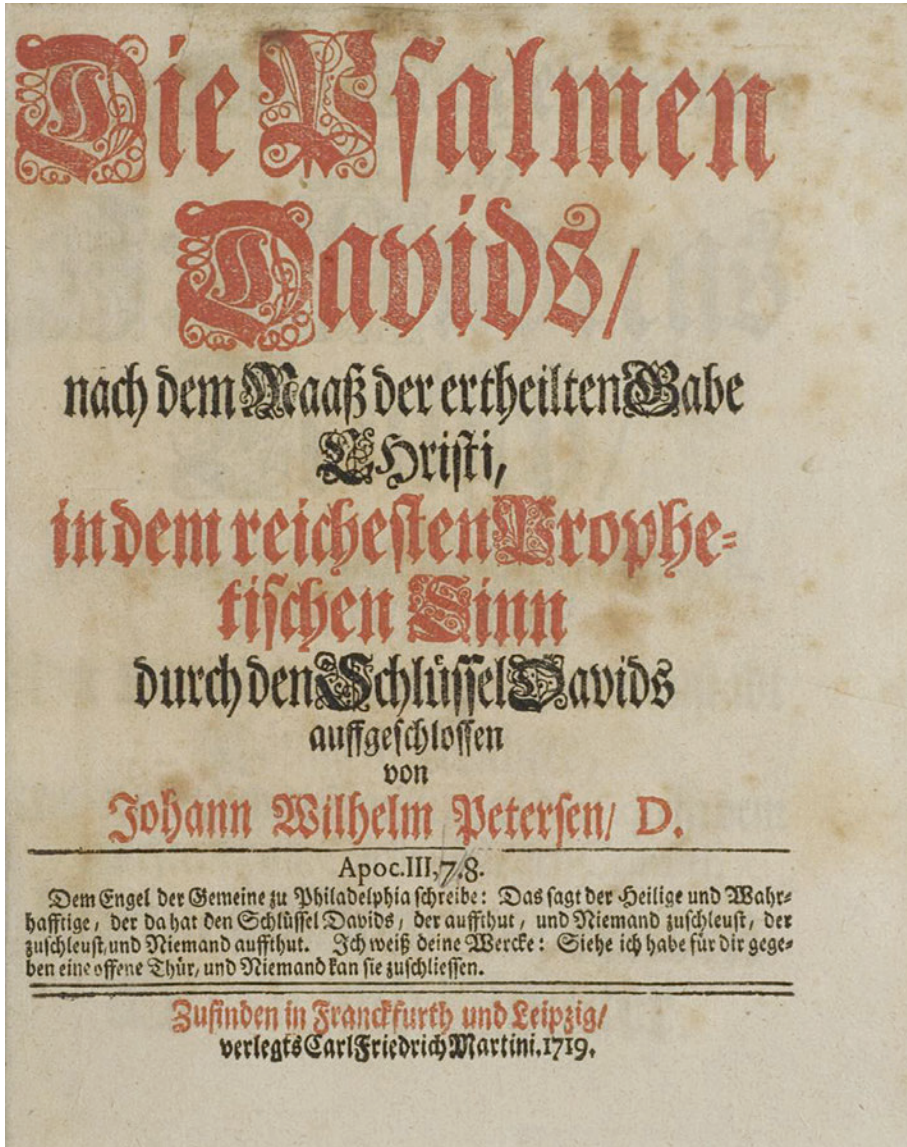 Die Psalmen
Davids/
nach dem Maaß der ertheilten Gabe
CHristi,
in dem reichesten Prophe-
tischen Sinn
durch den Schlüssel Davids
auffgeschlossen
von
Johann Wilhelm Petersen/ D.
Apoc.III,7.8.
Dem Engel der Gemeine zu Philadelphia schreibe: Das sagt der Heilige und Wahr-
hafftige, der da hat den Schlüssel Davids, der auffthut, und Niemand zuschleust, der
zuschleust, und Niemand auffthut. Ich weiß deine Wercke: Siehe ich habe für dir gege-
ben eine offene Thür, und Niemand kan sie zuschliessen.
Zufinden in Franckfurth und Leipzig/
verlegts Carl Friedrich Martini. 1719.